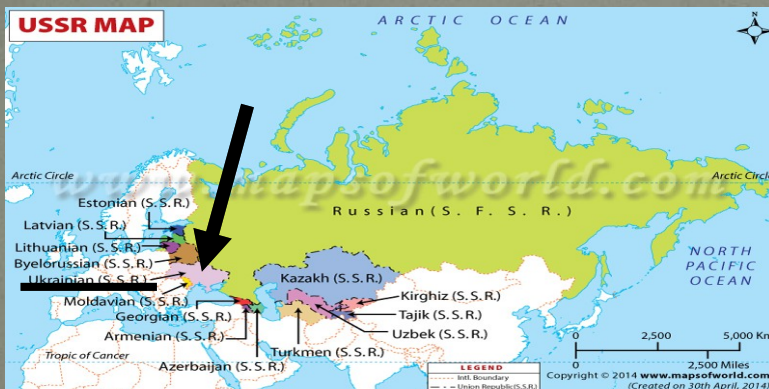 USSR MAP
ARCTIC OCEAN
Arctic Circle
Arctic Circle
www.mapsofworld.com
Estonian (S.S.R.)
Latvian (S.S.R.)
Russian (S. F. S. R.)
Lithuanian (S.S.R.)
Byelorussian (S.S.R.)
Ukrainian (S.S.R.)
Moldavian (S.S.R.)
Georgian (S.S.R.)
Armenian (S.S.R.)
Azerbaijan (S.S.R.)
Kazakh (S.S.R.)
Kirghiz (S.S.R.)
Tajik (S.S.R.)
Uzbek (S.S.R.)
Turkmen (S.S.R.)
NORTH
PACIFIC
OCEAN
Tropic of Cancer
0 2,500 5,000 Km
0 2,500 Miles
LEGEND
Intl. Boundary
Union Republic(S.S.R)
Copyright © 2014 www.mapsofworld.com
(Created on 30th April, 2014)